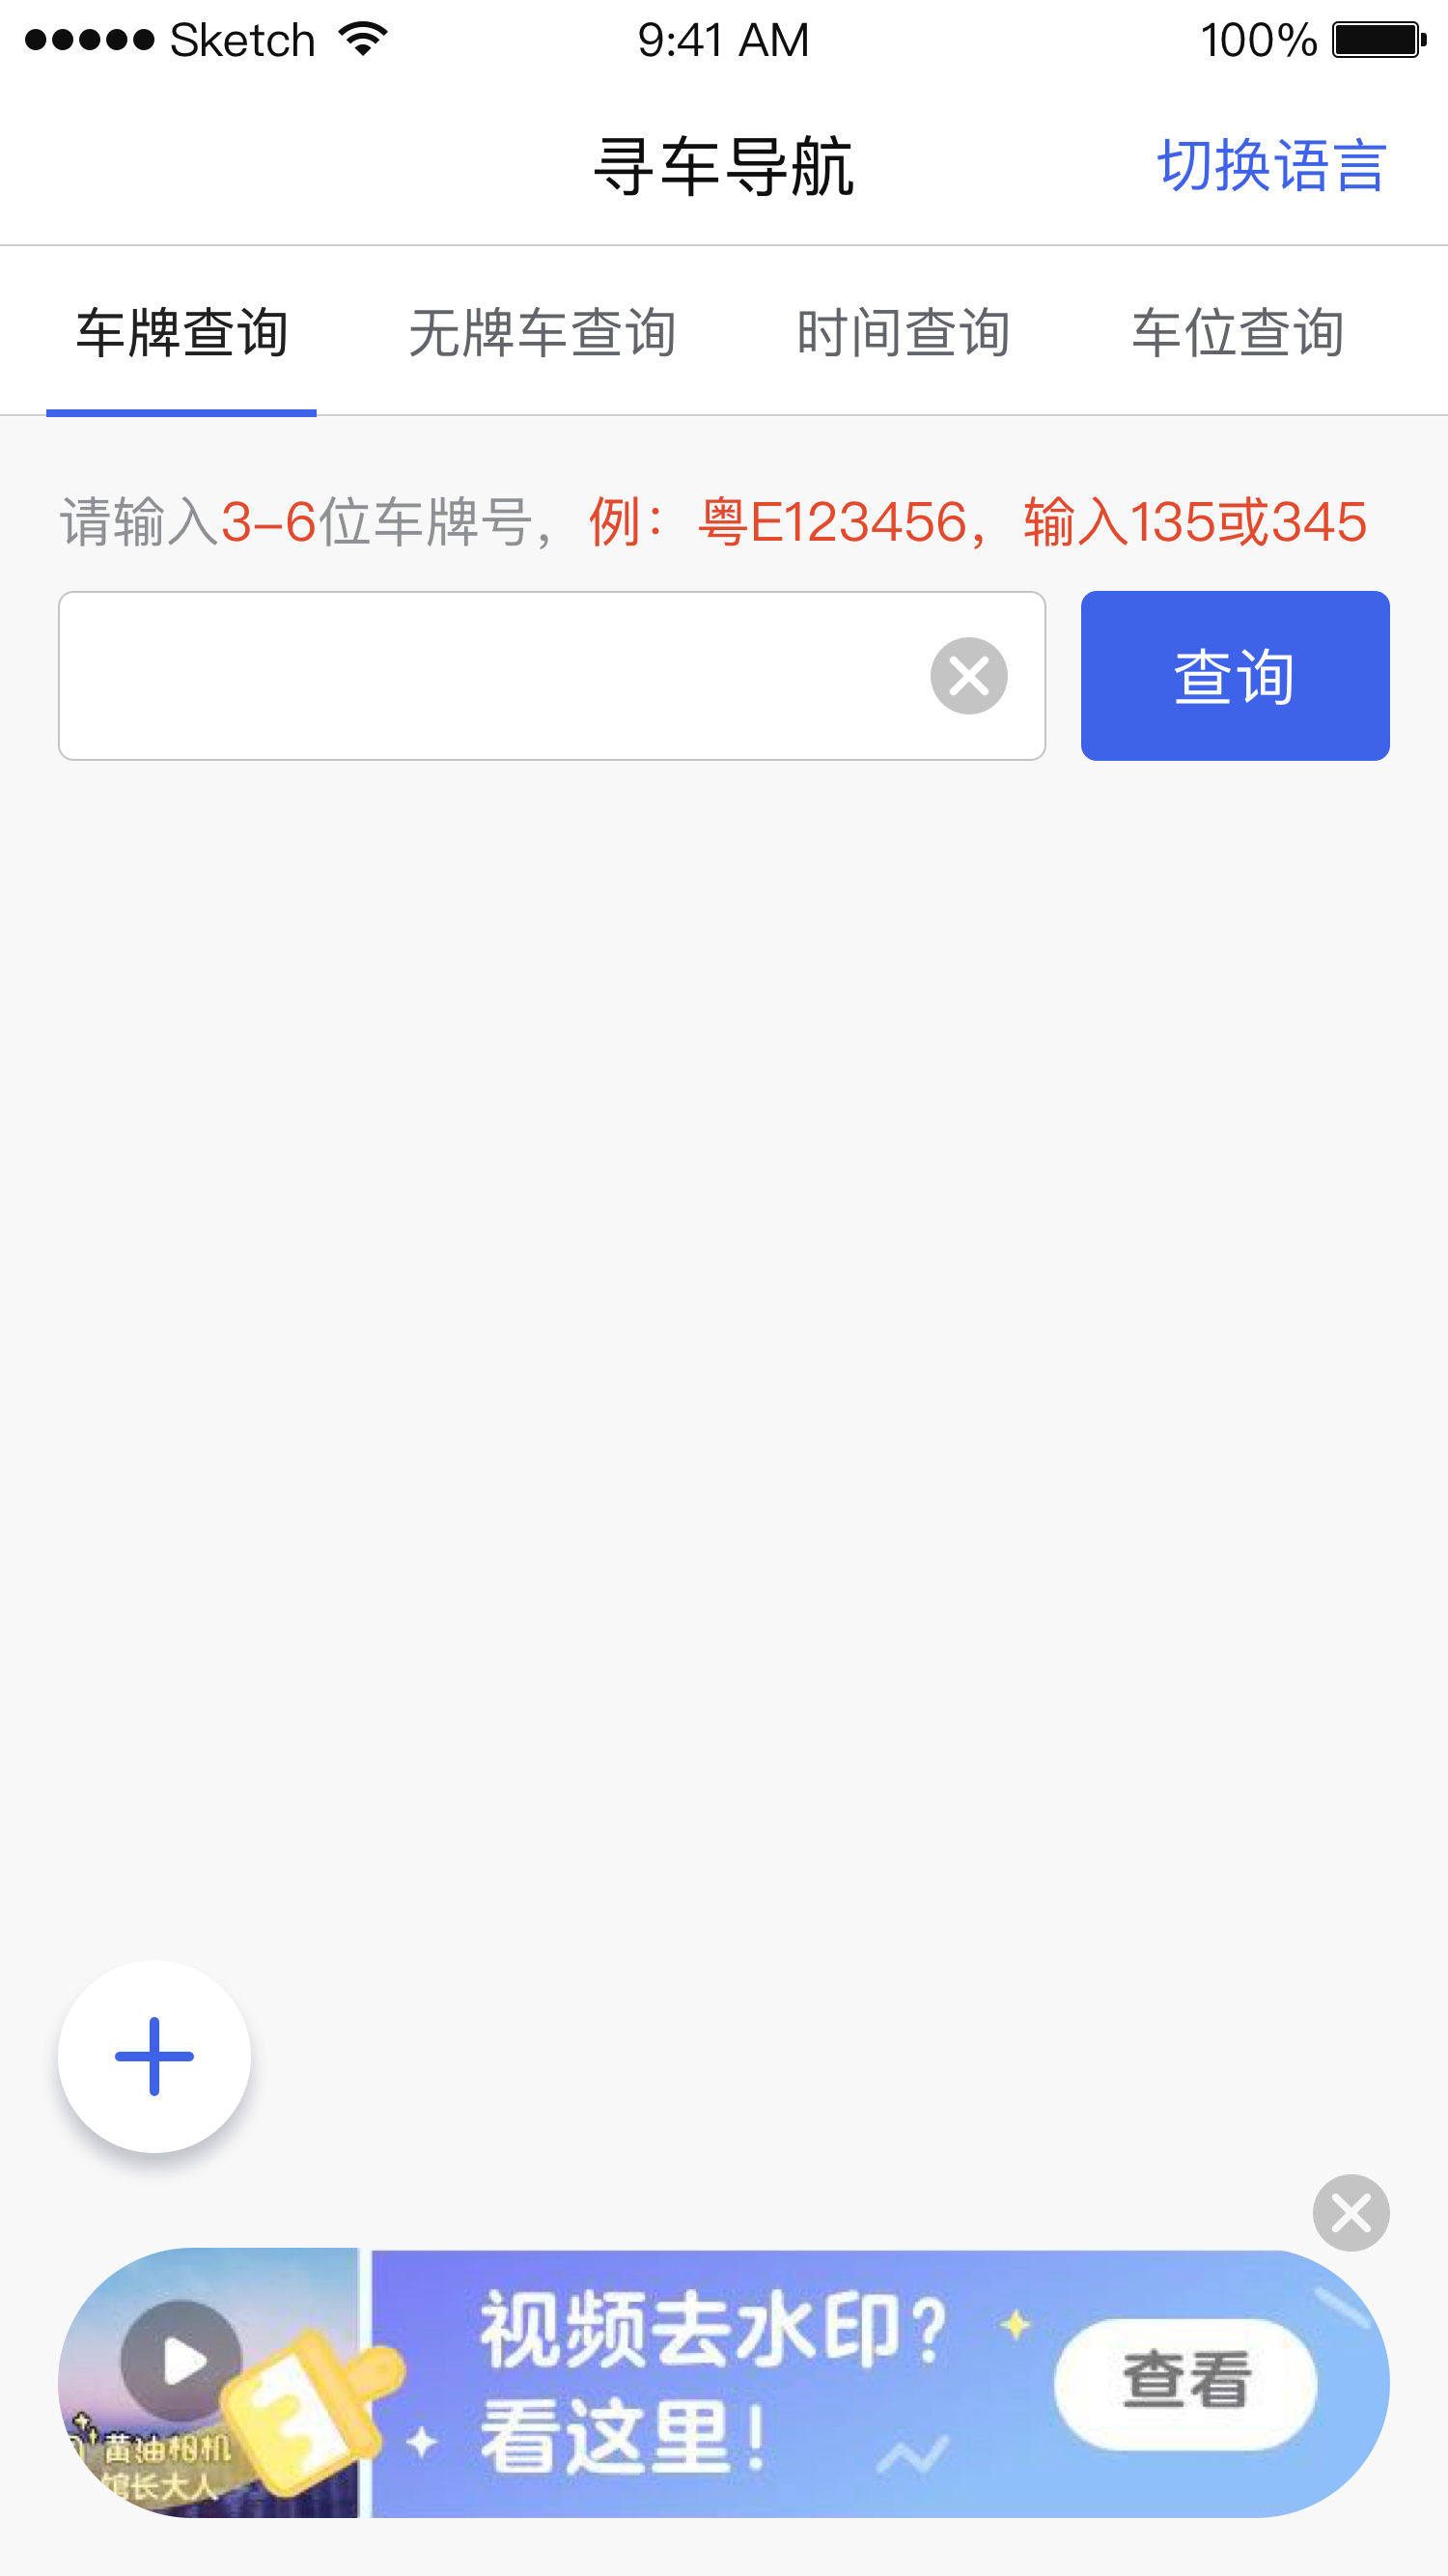 Sketch 9:41 AM 100%
寻车导航 切换语言
车牌查询 无牌车查询 时间查询 车位查询
请输入3-6位车牌号，例：粤E123456，输入135或345
查询
视频去水印？
看这里！
查看
黄油相机
馆长大人